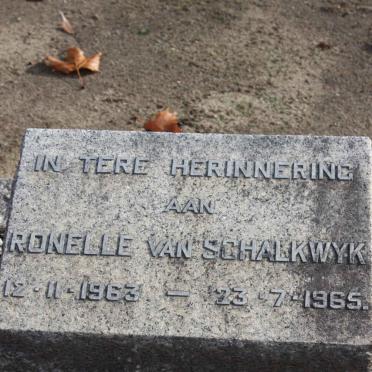 IN TERE HERINNERING
AAN
RONELLE VAN SCHALKWYK
12-11-1963 — 23-7-1965.